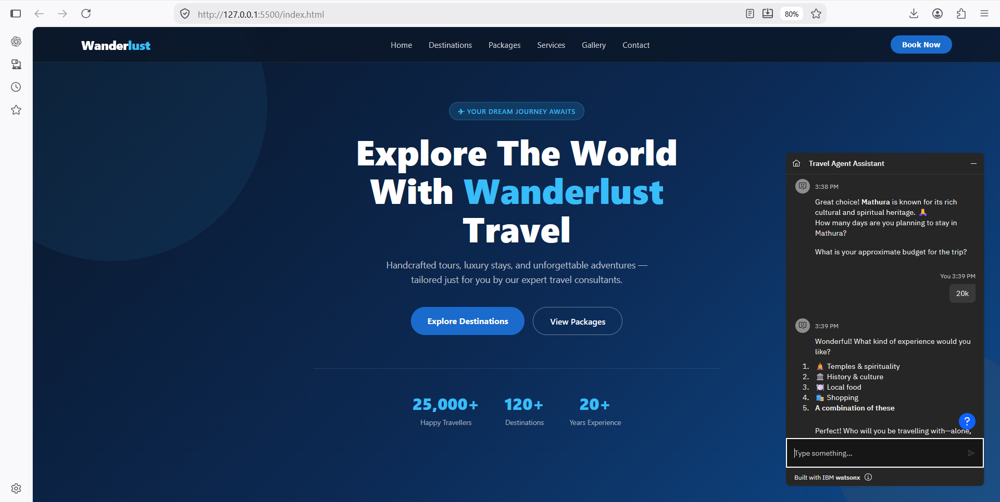 http://127.0.0.1:5500/index.html
80%
Wanderlust
Home
Destinations
Packages
Services
Gallery
Contact
Book Now
✈ YOUR DREAM JOURNEY AWAITS
Explore The World
With Wanderlust
Travel
Handcrafted tours, luxury stays, and unforgettable adventures —
tailored just for you by our expert travel consultants.
Explore Destinations
View Packages
25,000+
Happy Travellers
120+
Destinations
20+
Years Experience
Travel Agent Assistant
3:38 PM
Great choice! Mathura is known for its rich
cultural and spiritual heritage. 🙏
How many days are you planning to stay in
Mathura?
What is your approximate budget for the trip?
You 3:39 PM
20k
3:39 PM
Wonderful! What kind of experience would you
like?
1. 🛕 Temples & spirituality
2. 🏛️ History & culture
3. 🍽️ Local food
4. 🛍️ Shopping
5. A combination of these
?
Perfect! Who will you be travelling with—alone,
Type something...
Built with IBM watsonx